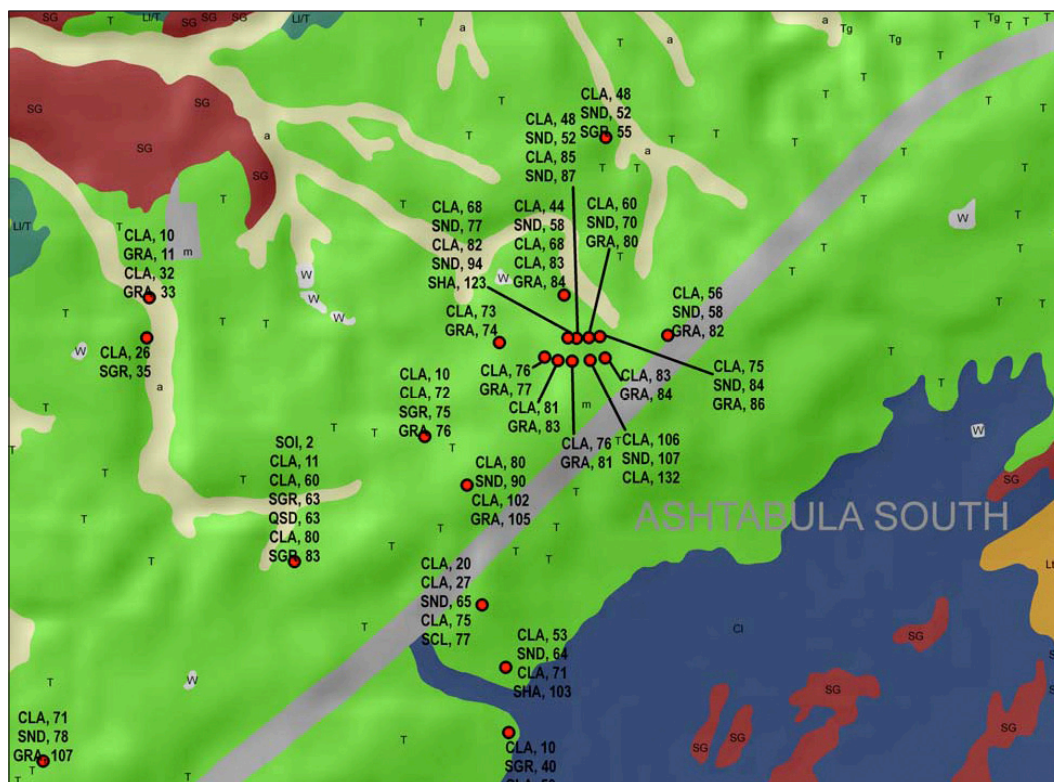 SG
SG
SG
LI/T
T
LI/T
SG
SG
SG
SG
SG
SG
LI/T
a
a
a
a
a
Tg
Tg
Tg
T
T
T
CLA, 48
SND, 52
SGR, 55
CLA, 48
SND, 52
CLA, 85
SND, 87
CLA, 68
SND, 77
CLA, 82
SND, 94
SHA, 123
CLA, 44
SND, 58
CLA, 68
CLA, 83
GRA, 84
CLA, 60
SND, 70
GRA, 80
CLA, 10
GRA, 11
CLA, 32
GRA, 33
m
W
W
W
W
W
W
CLA, 73
GRA, 74
CLA, 56
SND, 58
GRA, 82
CLA, 26
SGR, 35
a
CLA, 76
GRA, 77
CLA, 83
GRA, 84
CLA, 75
SND, 84
GRA, 86
CLA, 10
CLA, 72
SGR, 75
GRA, 76
CLA, 81
GRA, 83
m
CLA, 76
GRA, 81
CLA, 106
SND, 107
CLA, 132
W
SOI, 2
CLA, 11
CLA, 60
SGR, 63
QSD, 63
CLA, 80
SGR, 83
CLA, 80
SND, 90
CLA, 102
GRA, 105
SG
ASHTABULA SOUTH
CLA, 20
CLA, 27
SND, 65
CLA, 75
SCL, 77
CLA, 53
SND, 64
CLA, 71
SHA, 103
CI
SG
SG
SG
SG
SG
W
CLA, 71
SND, 78
GRA, 107
CLA, 10
SGR, 40